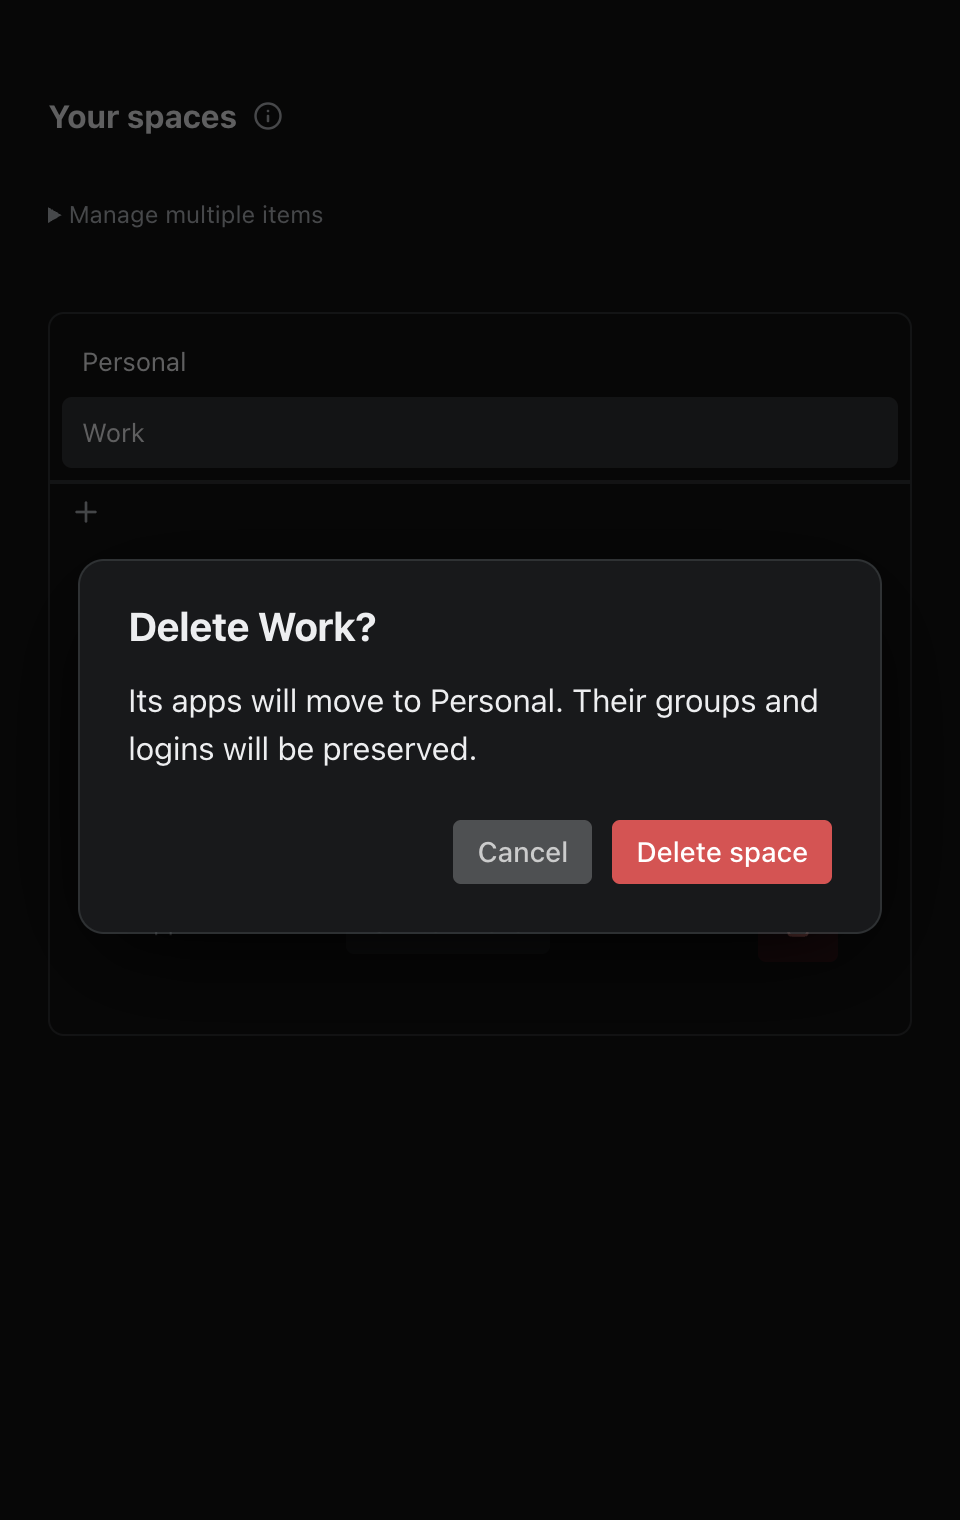 Your spaces
Manage multiple items
Personal
Work
Delete Work?
Its apps will move to Personal. Their groups and
logins will be preserved.
Cancel
Delete space